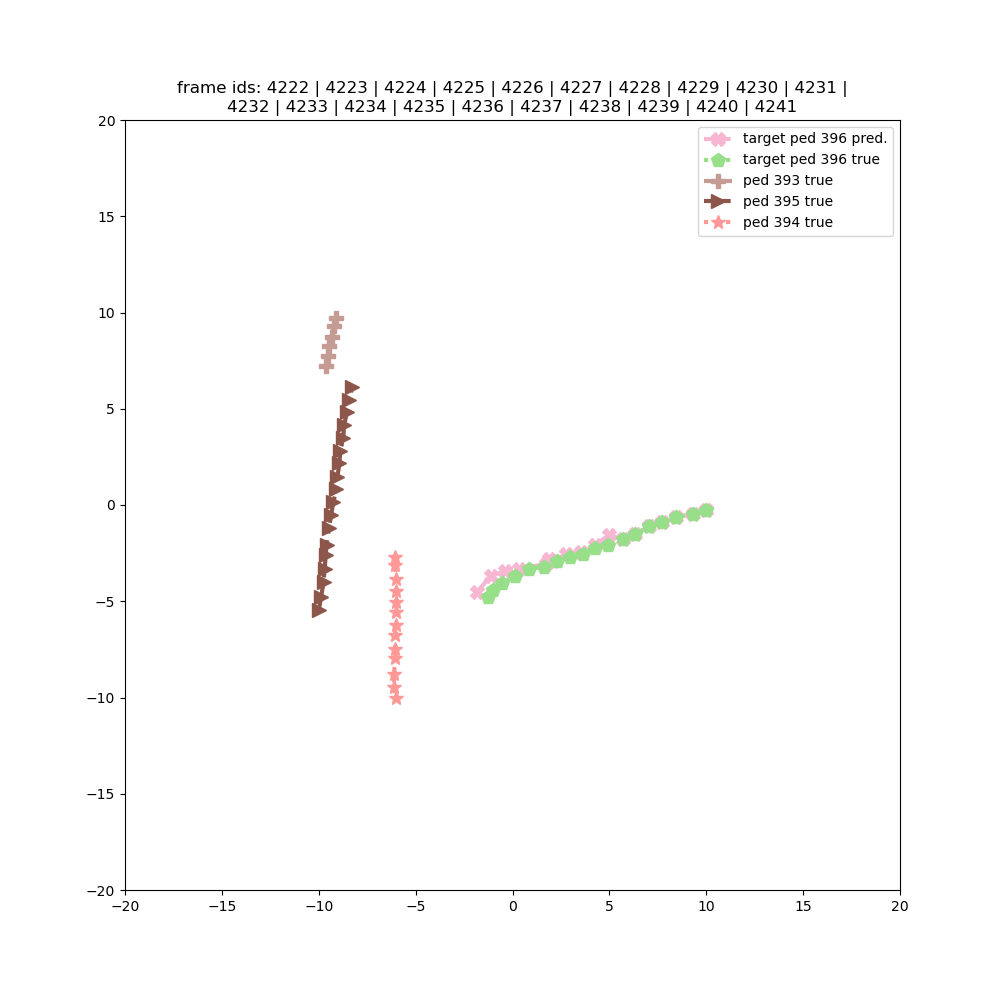 frame ids: 4222 | 4223 | 4224 | 4225 | 4226 | 4227 | 4228 | 4229 | 4230 | 4231 |
4232 | 4233 | 4234 | 4235 | 4236 | 4237 | 4238 | 4239 | 4240 | 4241
target ped 396 pred.
target ped 396 true
ped 393 true
ped 395 true
ped 394 true
20
15
10
5
0
−5
−10
−15
−20
−20 −15 −10 −5 0 5 10 15 20